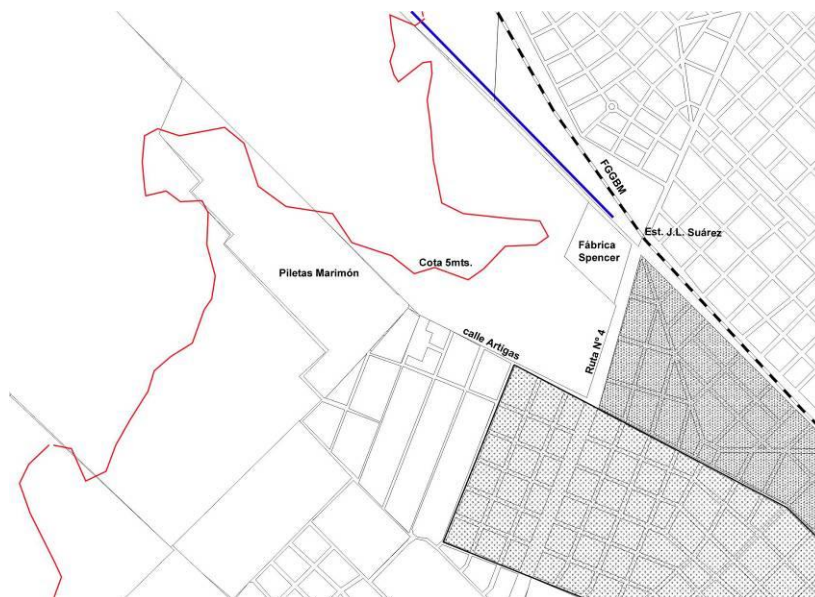 FGGBM
Est. J.L. Suárez
Fábrica
Spencer
Cota 5mts.
Piletas Marimón
calle Artigas
Ruta Nº 4